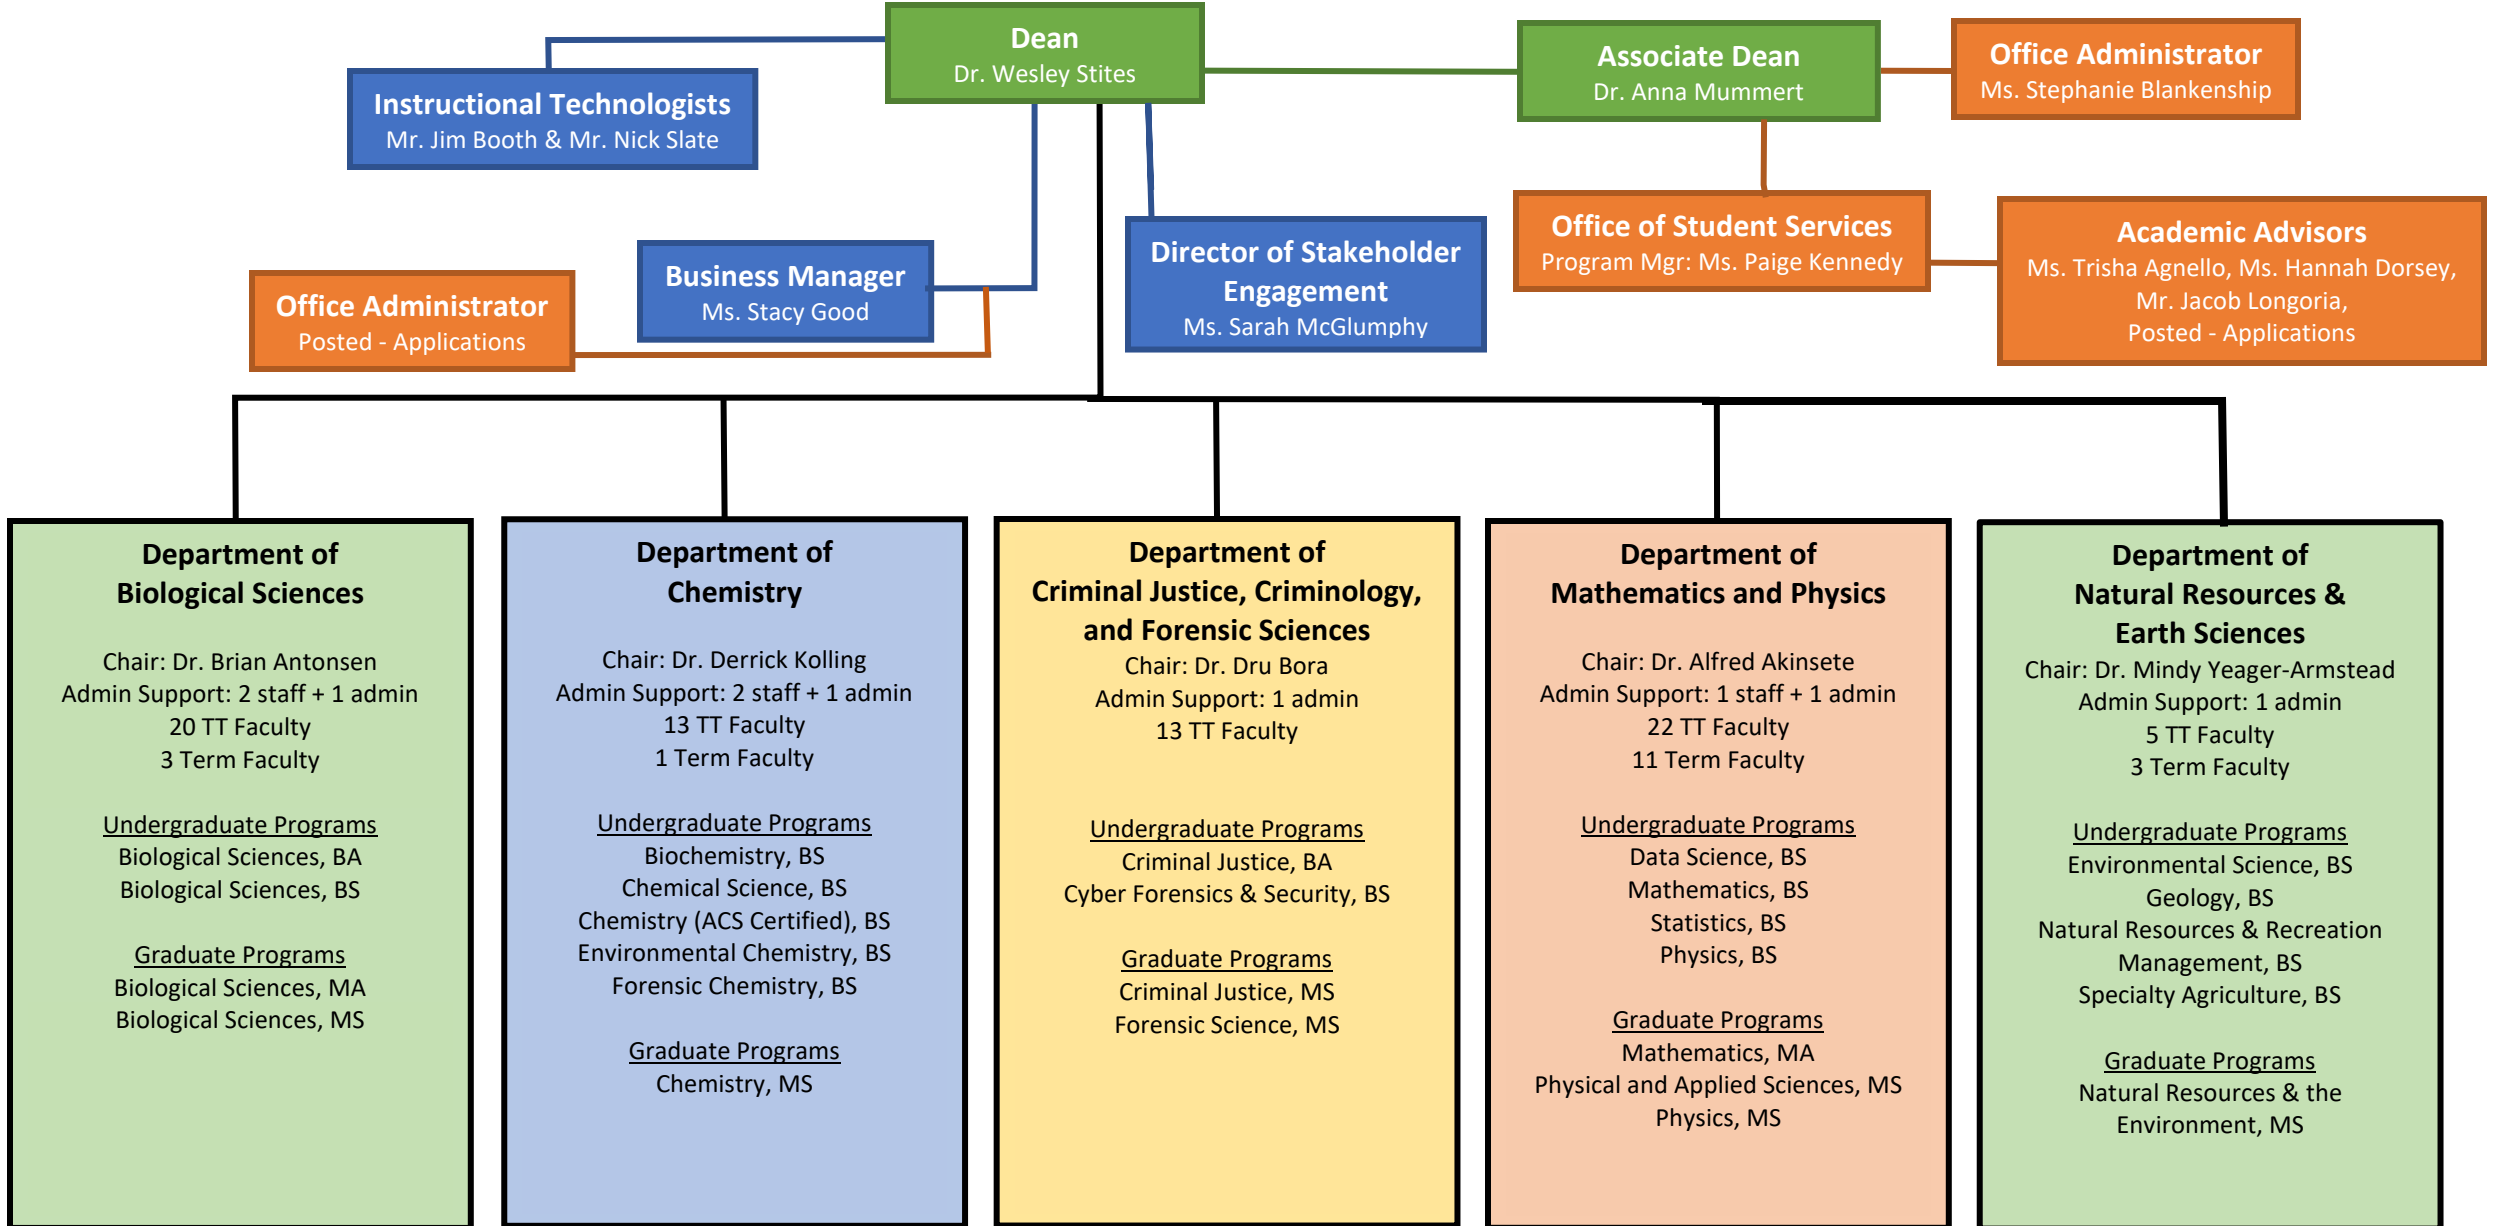 Dean
Dr. Wesley Stites
Associate Dean
Dr. Anna Mummert
Office Administrator
Ms. Stephanie Blankenship
Instructional Technologists
Mr. Jim Booth & Mr. Nick Slate
Office of Student Services
Program Mgr: Ms. Paige Kennedy
Academic Advisors
Ms. Trisha Agnello, Ms. Hannah Dorsey,
Mr. Jacob Longoria,
Posted - Applications
Director of Stakeholder
Engagement
Ms. Sarah McGlumphy
Business Manager
Ms. Stacy Good
Office Administrator
Posted - Applications
Department of
Biological Sciences
Chair: Dr. Brian Antonsen
Admin Support: 2 staff + 1 admin
20 TT Faculty
3 Term Faculty
Undergraduate Programs
Biological Sciences, BA
Biological Sciences, BS
Graduate Programs
Biological Sciences, MA
Biological Sciences, MS
Department of
Chemistry
Chair: Dr. Derrick Kolling
Admin Support: 2 staff + 1 admin
13 TT Faculty
1 Term Faculty
Undergraduate Programs
Biochemistry, BS
Chemical Science, BS
Chemistry (ACS Certified), BS
Environmental Chemistry, BS
Forensic Chemistry, BS
Graduate Programs
Chemistry, MS
Department of
Criminal Justice, Criminology,
and Forensic Sciences
Chair: Dr. Dru Bora
Admin Support: 1 admin
13 TT Faculty
Undergraduate Programs
Criminal Justice, BA
Cyber Forensics & Security, BS
Graduate Programs
Criminal Justice, MS
Forensic Science, MS
Department of
Mathematics and Physics
Chair: Dr. Alfred Akinsete
Admin Support: 1 staff + 1 admin
22 TT Faculty
11 Term Faculty
Undergraduate Programs
Data Science, BS
Mathematics, BS
Statistics, BS
Physics, BS
Graduate Programs
Mathematics, MA
Physical and Applied Sciences, MS
Physics, MS
Department of
Natural Resources &
Earth Sciences
Chair: Dr. Mindy Yeager-Armstead
Admin Support: 1 admin
5 TT Faculty
3 Term Faculty
Undergraduate Programs
Environmental Science, BS
Geology, BS
Natural Resources & Recreation
Management, BS
Specialty Agriculture, BS
Graduate Programs
Natural Resources & the
Environment, MS